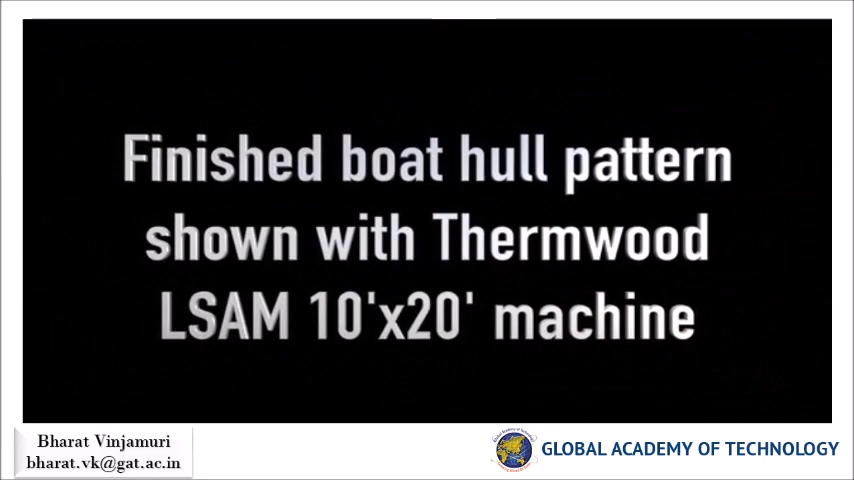 Finished boat hull pattern
shown with Thermwood
LSAM 10'x20' machine
Bharat Vinjamuri
bharat.vk@gat.ac.in
GLOBAL ACADEMY OF TECHNOLOGY